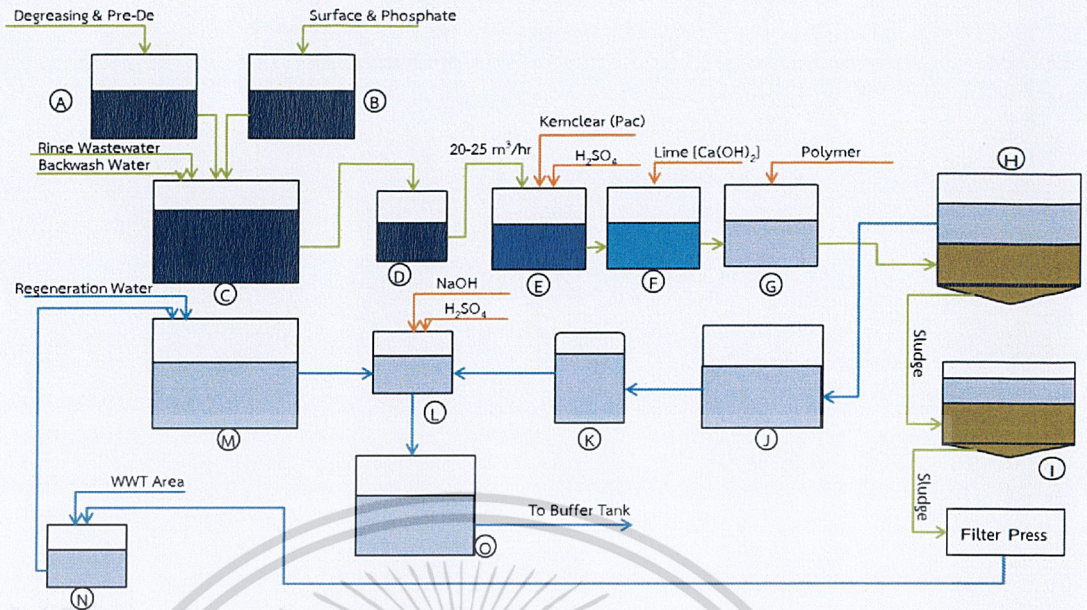 Degreasing & Pre-De
Surface & Phosphate
A
B
Rinse Wastewater
Backwash Water
20-25 m³/hr
Kemclear (Pac)
H₂SO₄
Lime [Ca(OH)₂]
Polymer
H
C
D
E
F
G
Regeneration Water
NaOH
H₂SO₄
Sludge
M
L
K
J
I
WWT Area
To Buffer Tank
Sludge
Filter Press
N
O